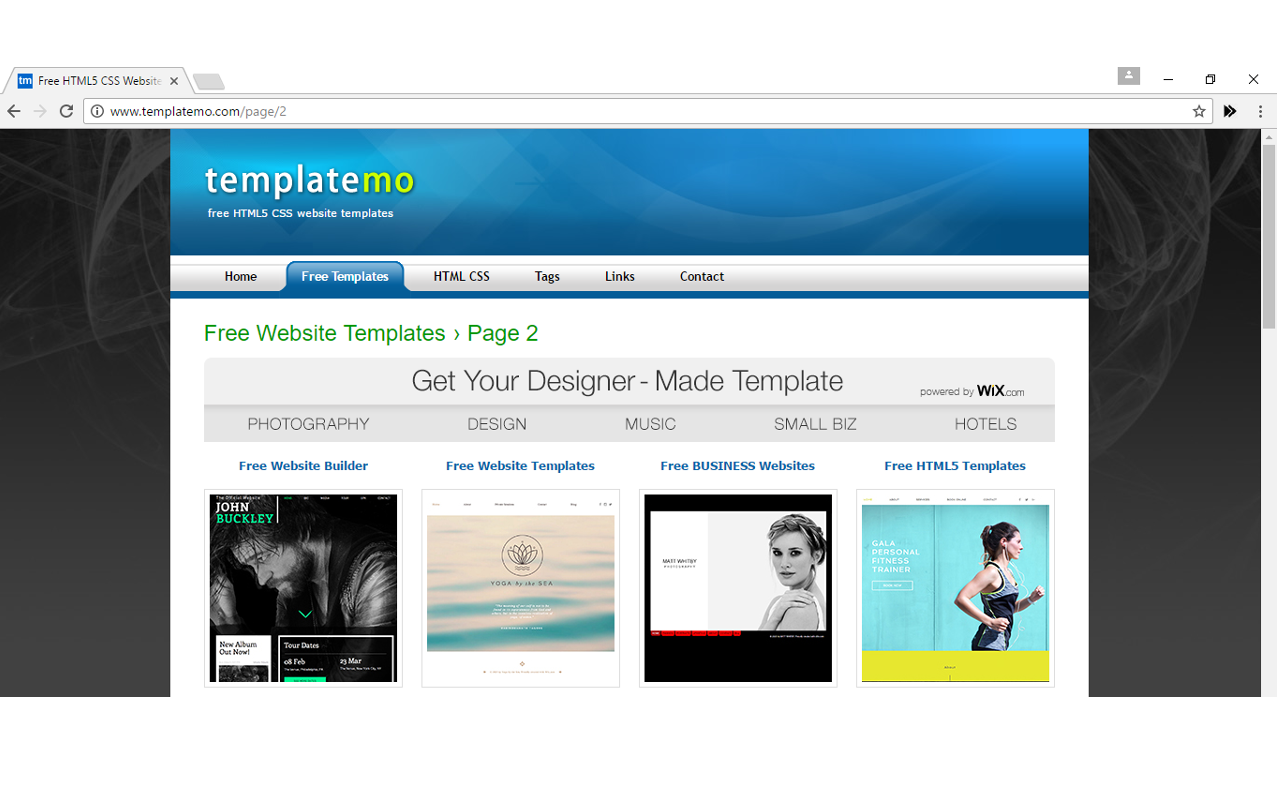 tm Free HTML5 CSS Website
www.templatemo.com/page/2
templatemo
free HTML5 CSS website templates
Home Free Templates HTML CSS Tags Links Contact
Free Website Templates › Page 2
Get Your Designer - Made Template
powered by WiX.com
PHOTOGRAPHY DESIGN MUSIC SMALL BIZ HOTELS
Free Website Builder Free Website Templates Free BUSINESS Websites Free HTML5 Templates
The Official Website
JOHN
BUCKLEY
New Album
Out Now!
Tour Dates
08 Feb 23 Mar
YOGA by the SEA
MATT WHITBY
PHOTOGRAPHY
GALA
PERSONAL
FITNESS
TRAINER